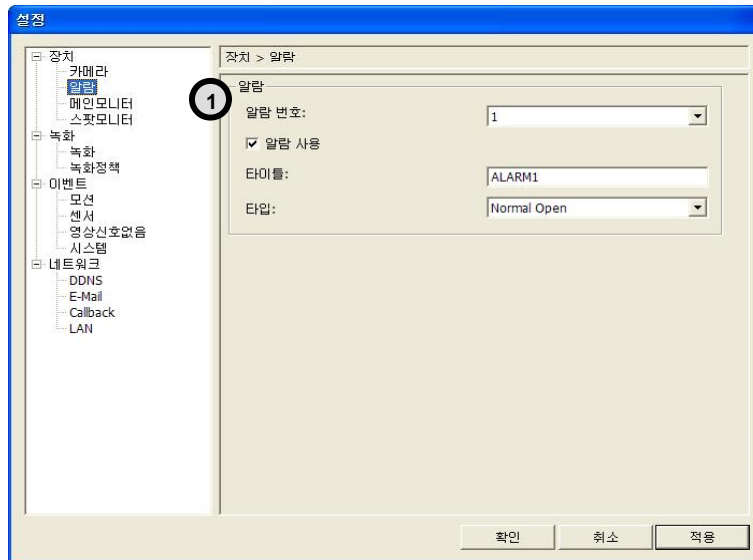 설정
장치
카메라
알람
메인모니터
스팟모니터
녹화
녹화
녹화정책
이벤트
모션
센서
영상신호없음
시스템
네트워크
DDNS
E-Mail
Callback
LAN
장치 > 알람
1
알람
알람 번호: 1
알람 사용
타이틀: ALARM1
타입: Normal Open
확인 취소 적용